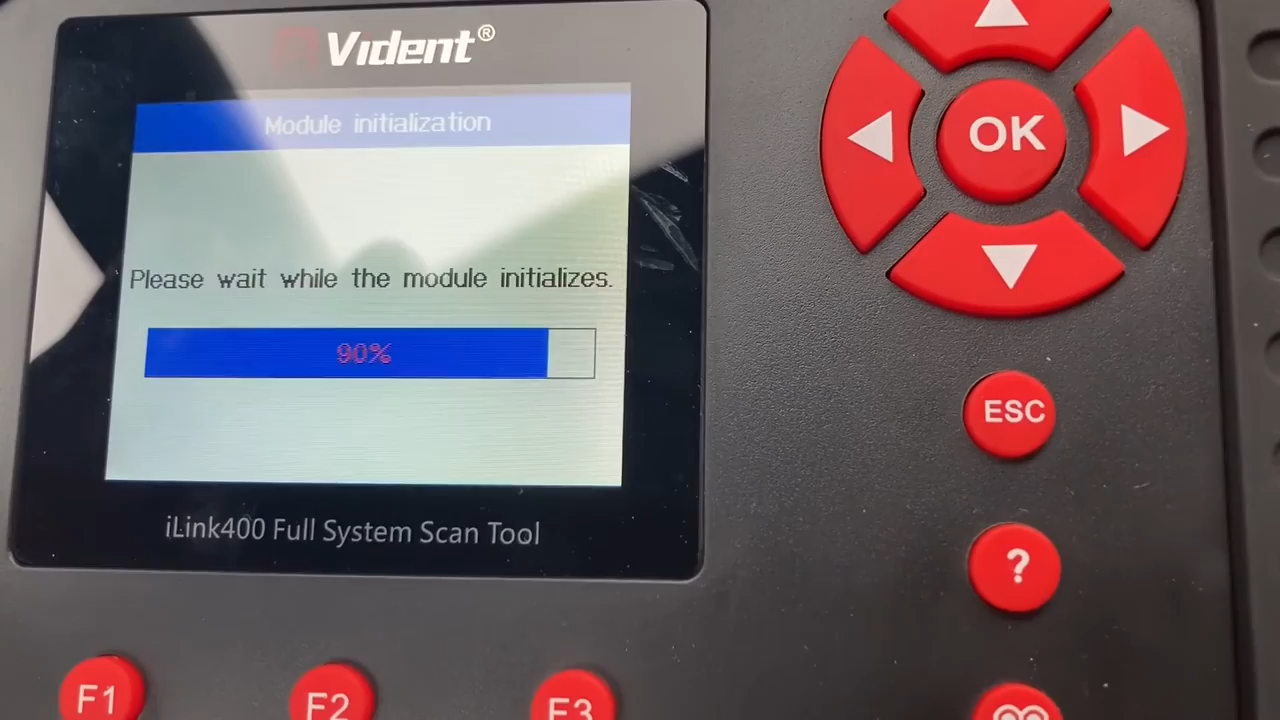 Vident®
Module initialization
Please wait while the module initializes.
90%
iLink400 Full System Scan Tool
OK
ESC
?
F1
F2
F3